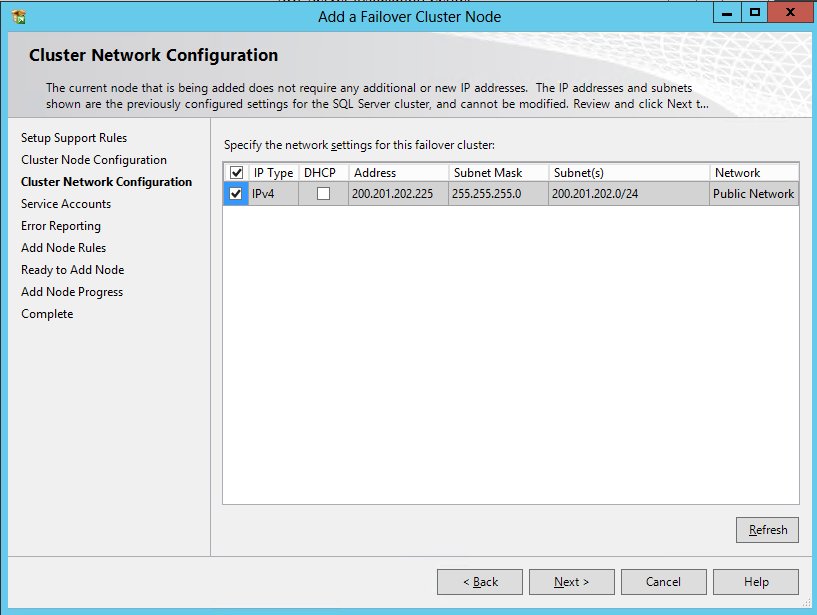 Add a Failover Cluster Node
Cluster Network Configuration
The current node that is being added does not require any additional or new IP addresses.  The IP addresses and subnets
shown are the previously configured settings for the SQL Server cluster, and cannot be modified. Review and click Next t...
Setup Support Rules
Cluster Node Configuration
Cluster Network Configuration
Service Accounts
Error Reporting
Add Node Rules
Ready to Add Node
Add Node Progress
Complete
Specify the network settings for this failover cluster:
IP Type DHCP Address Subnet Mask Subnet(s) Network
IPv4 200.201.202.225 255.255.255.0 200.201.202.0/24 Public Network
Refresh
< Back Next > Cancel Help